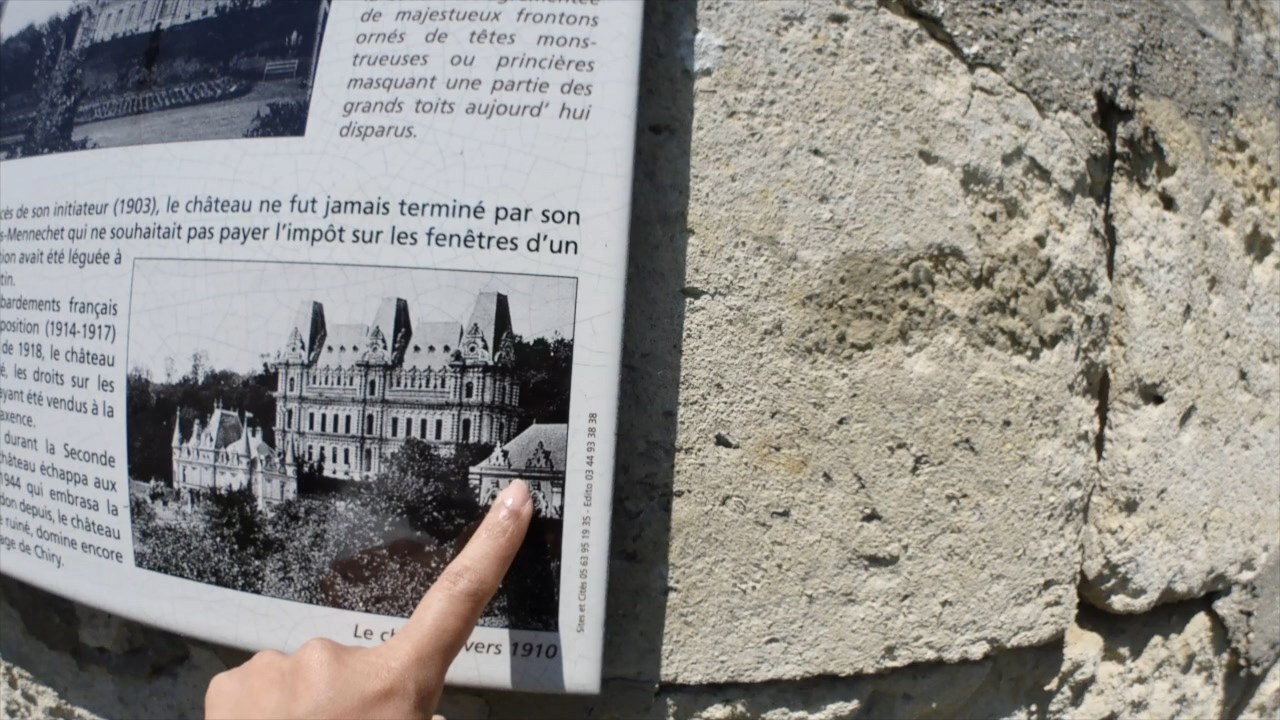 de majestueux frontons
ornés de têtes mons-
trueuses ou princières
masquant une partie des
grands toits aujourd' hui
disparus.
cès de son initiateur (1903), le château ne fut jamais terminé par son
s-Mennechet qui ne souhaitait pas payer l'impôt sur les fenêtres d'un
ion avait été léguée à
tin.
bardements français
position (1914-1917)
de 1918, le château
é, les droits sur les
ayant été vendus à la
axence.
durant la Seconde
château échappa aux
1944 qui embrasa la
don depuis, le château
ruiné, domine encore
age de Chiry.
Sites et Cités 05 63 95 19 35 - Edito 03 44 93 38 38
Le ch vers 1910